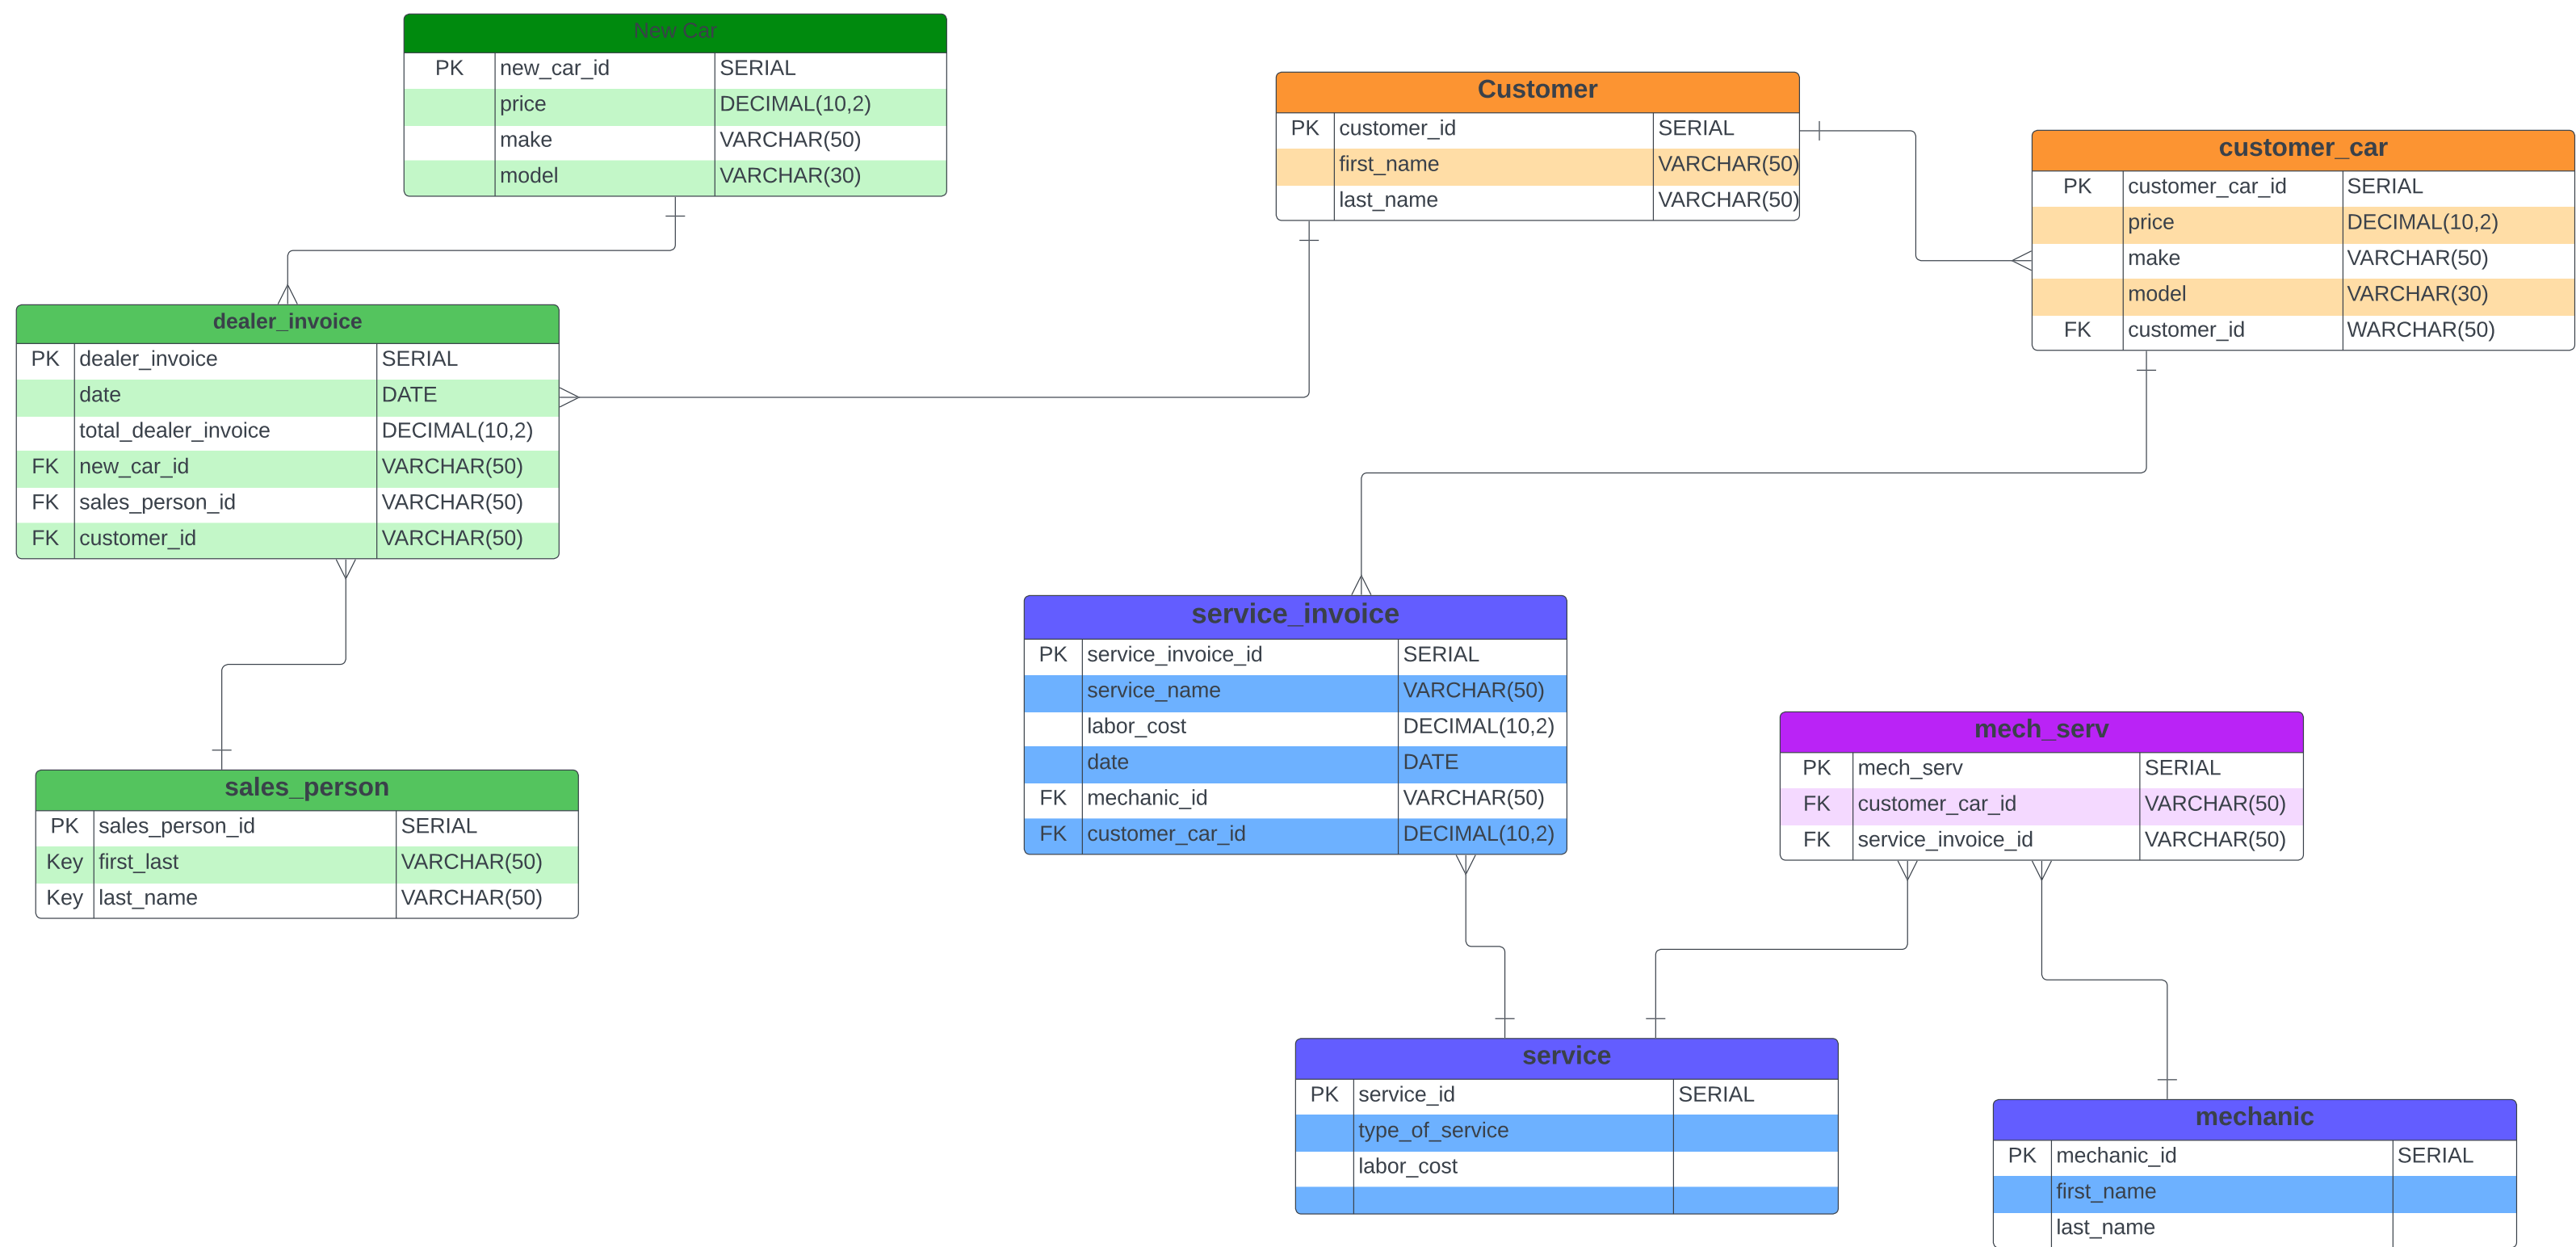 New Car
PK new_car_id SERIAL
price DECIMAL(10,2)
make VARCHAR(50)
model VARCHAR(30)
Customer
PK customer_id SERIAL
first_name VARCHAR(50)
last_name VARCHAR(50)
customer_car
PK customer_car_id SERIAL
price DECIMAL(10,2)
make VARCHAR(50)
model VARCHAR(30)
FK customer_id WARCHAR(50)
dealer_invoice
PK dealer_invoice SERIAL
date DATE
total_dealer_invoice DECIMAL(10,2)
FK new_car_id VARCHAR(50)
FK sales_person_id VARCHAR(50)
FK customer_id VARCHAR(50)
service_invoice
PK service_invoice_id SERIAL
service_name VARCHAR(50)
labor_cost DECIMAL(10,2)
date DATE
FK mechanic_id VARCHAR(50)
FK customer_car_id DECIMAL(10,2)
mech_serv
PK mech_serv SERIAL
FK customer_car_id VARCHAR(50)
FK service_invoice_id VARCHAR(50)
sales_person
PK sales_person_id SERIAL
Key first_last VARCHAR(50)
Key last_name VARCHAR(50)
service
PK service_id SERIAL
type_of_service
labor_cost
mechanic
PK mechanic_id SERIAL
first_name
last_name